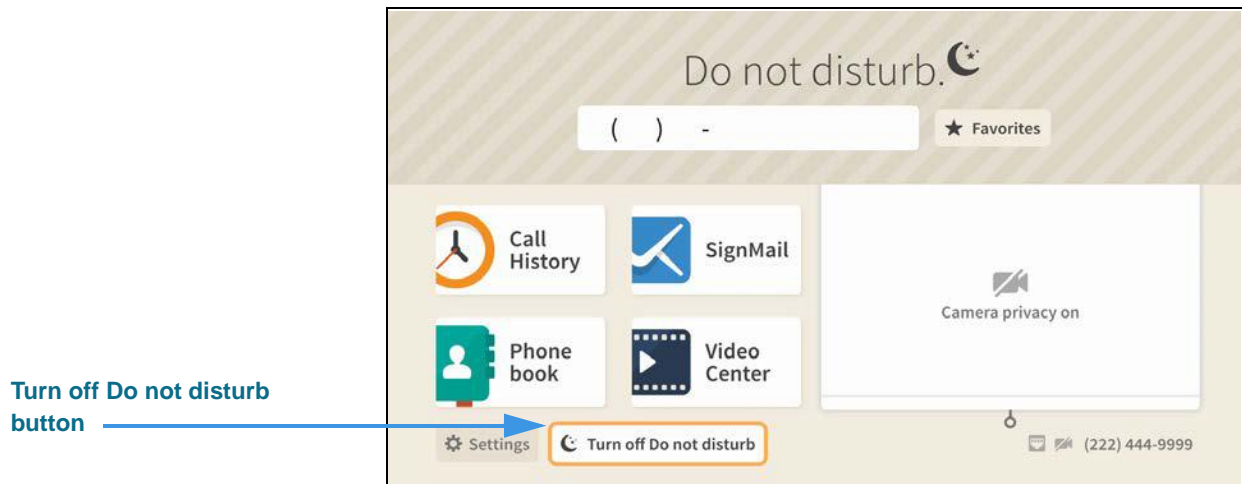 Do not disturb.
( ) -
★ Favorites
Call
History
SignMail
Camera privacy on
Phone
book
Video
Center
Turn off Do not disturb
button
Settings
Turn off Do not disturb
(222) 444-9999